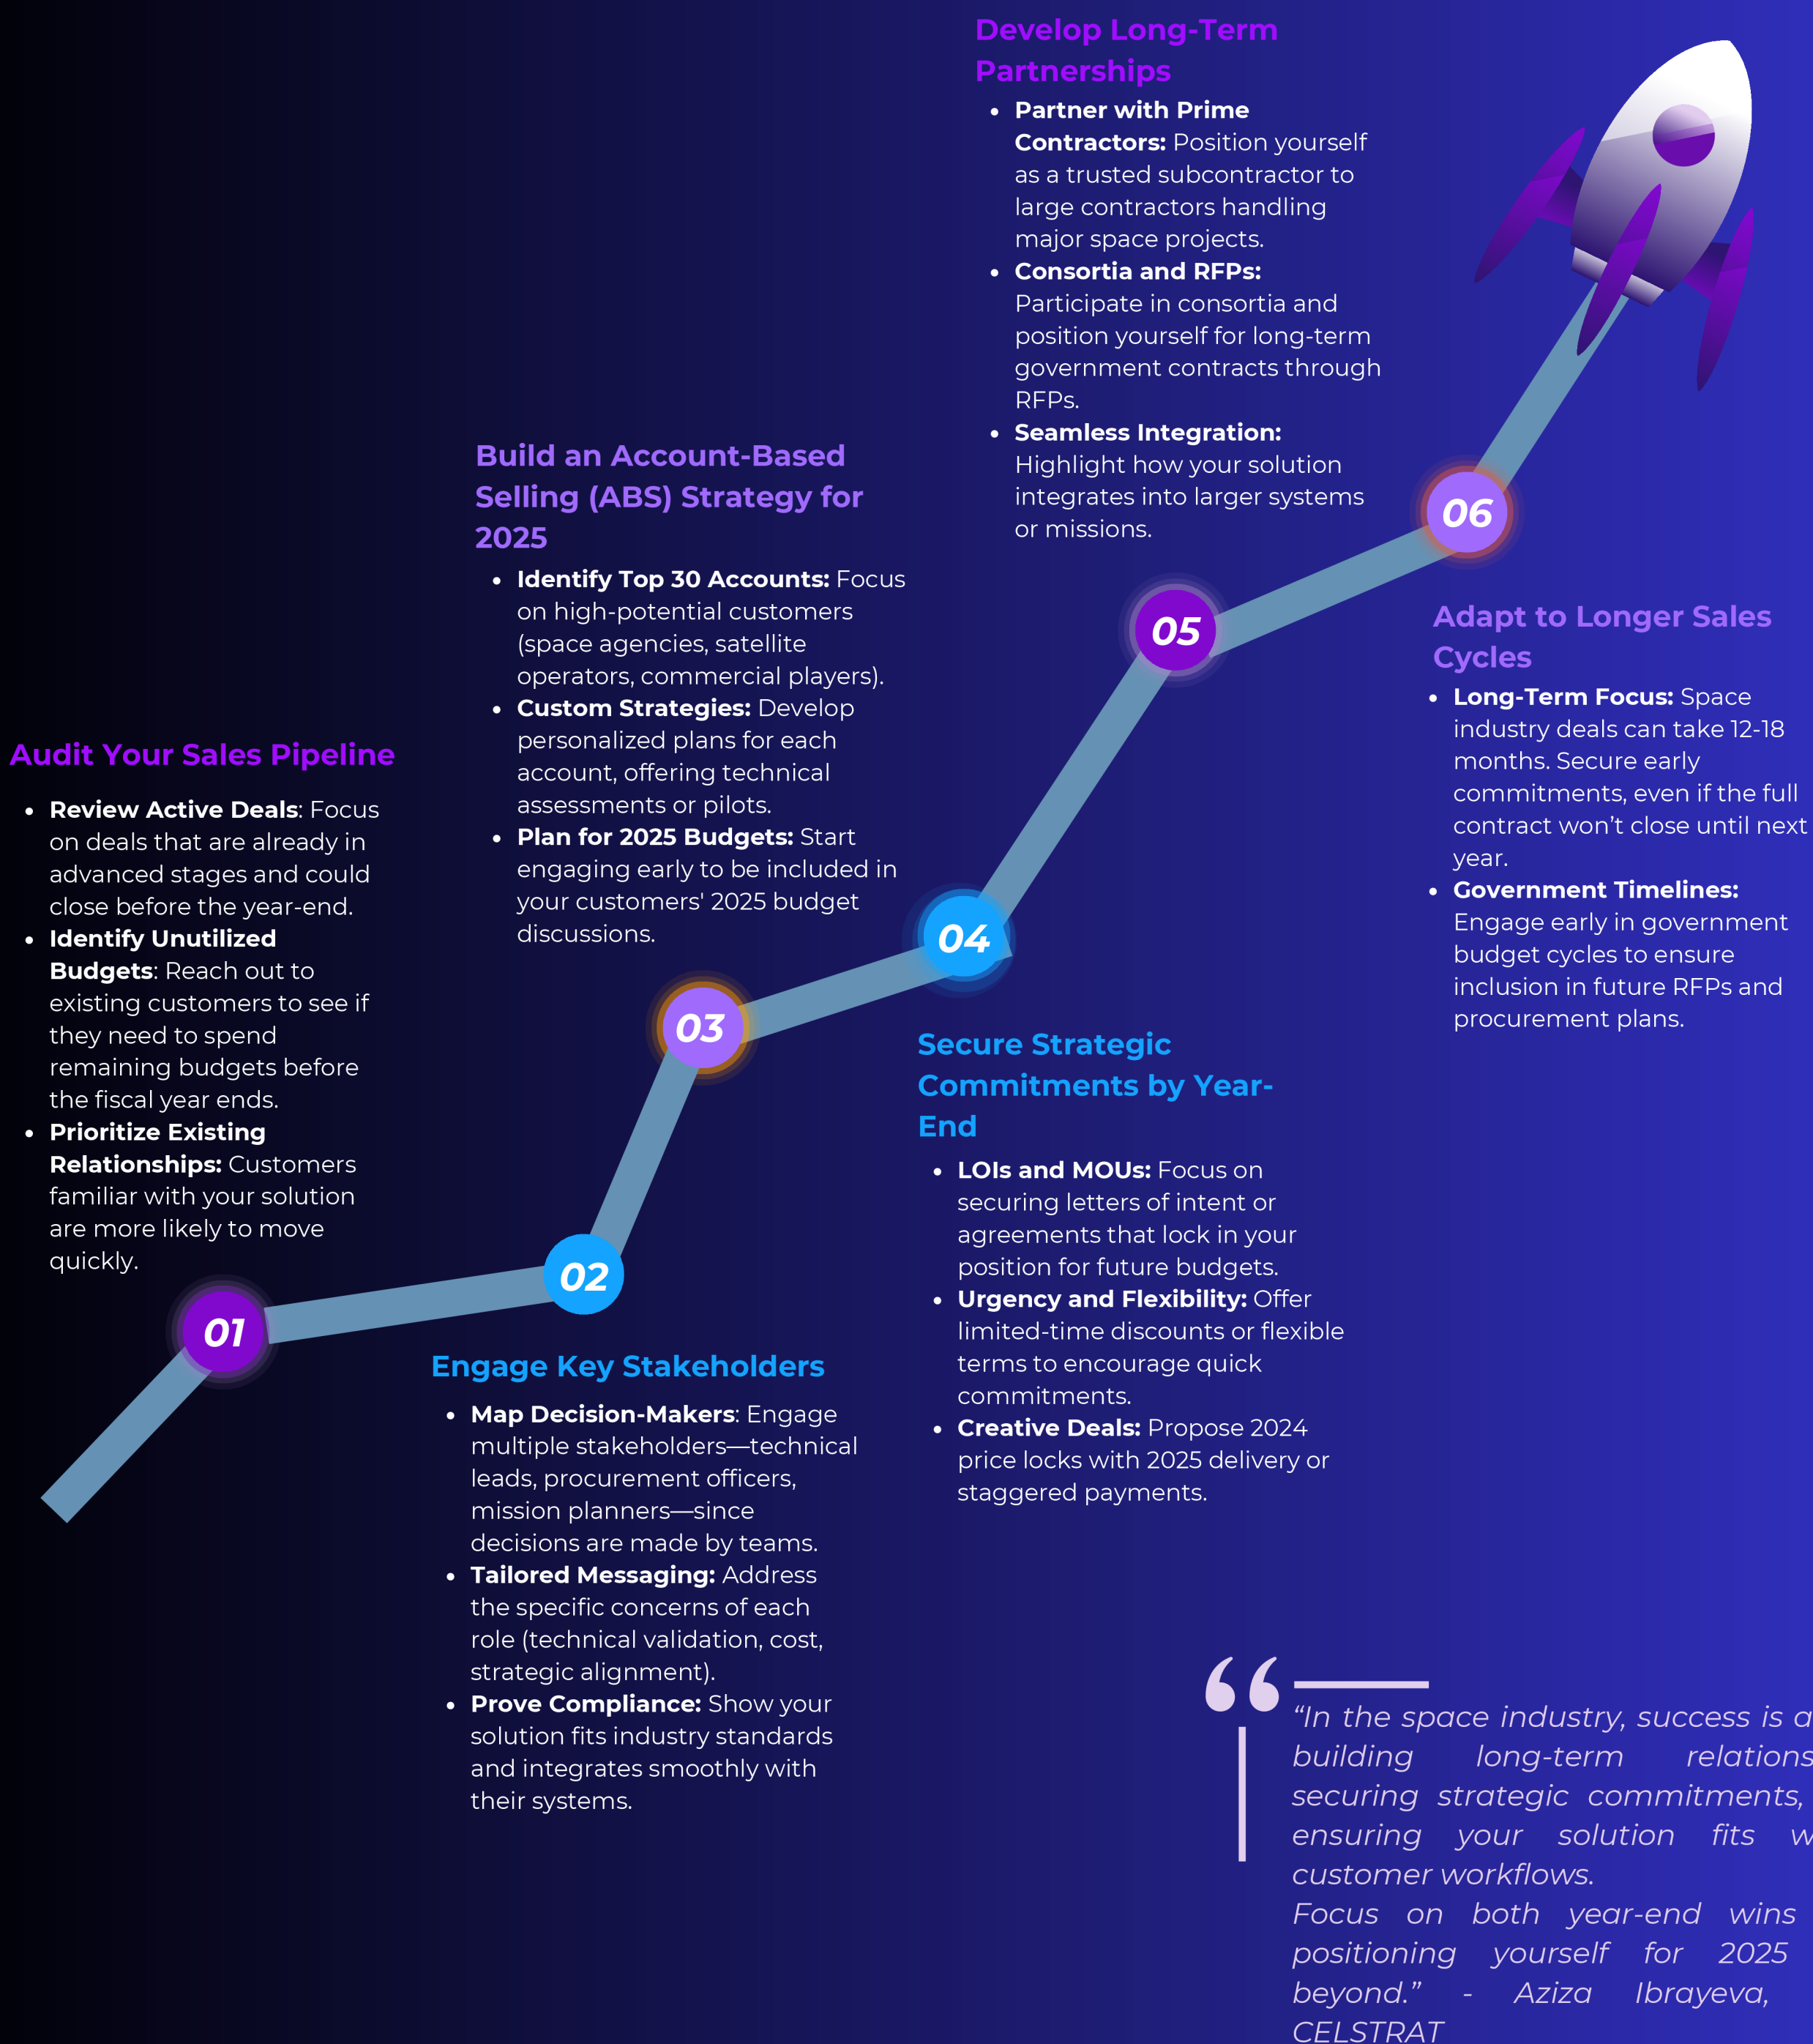 Audit Your Sales Pipeline
• Review Active Deals: Focus
on deals that are already in
advanced stages and could
close before the year-end.
• Identify Unutilized
Budgets: Reach out to
existing customers to see if
they need to spend
remaining budgets before
the fiscal year ends.
• Prioritize Existing
Relationships: Customers
familiar with your solution
are more likely to move
quickly.
01
02
Engage Key Stakeholders
• Map Decision-Makers: Engage
multiple stakeholders—technical
leads, procurement officers,
mission planners—since
decisions are made by teams.
• Tailored Messaging: Address
the specific concerns of each
role (technical validation, cost,
strategic alignment).
• Prove Compliance: Show your
solution fits industry standards
and integrates smoothly with
their systems.
Build an Account-Based
Selling (ABS) Strategy for
2025
• Identify Top 30 Accounts: Focus
on high-potential customers
(space agencies, satellite
operators, commercial players).
• Custom Strategies: Develop
personalized plans for each
account, offering technical
assessments or pilots.
• Plan for 2025 Budgets: Start
engaging early to be included in
your customers' 2025 budget
discussions.
03
04
Secure Strategic
Commitments by Year-
End
• LOIs and MOUs: Focus on
securing letters of intent or
agreements that lock in your
position for future budgets.
• Urgency and Flexibility: Offer
limited-time discounts or flexible
terms to encourage quick
commitments.
• Creative Deals: Propose 2024
price locks with 2025 delivery or
staggered payments.
Develop Long-Term
Partnerships
• Partner with Prime
Contractors: Position yourself
as a trusted subcontractor to
large contractors handling
major space projects.
• Consortia and RFPs:
Participate in consortia and
position yourself for long-term
government contracts through
RFPs.
• Seamless Integration:
Highlight how your solution
integrates into larger systems
or missions.
05
06
Adapt to Longer Sales
Cycles
• Long-Term Focus: Space
industry deals can take 12-18
months. Secure early
commitments, even if the full
contract won’t close until next
year.
• Government Timelines:
Engage early in government
budget cycles to ensure
inclusion in future RFPs and
procurement plans.
“In the space industry, success is
building long-term
securing strategic commitments,
ensuring your solution fits
customer workflows.
Focus on both year-end wins
positioning yourself for 2025
beyond.” - Aziza Ibrayeva,
CELSTRAT